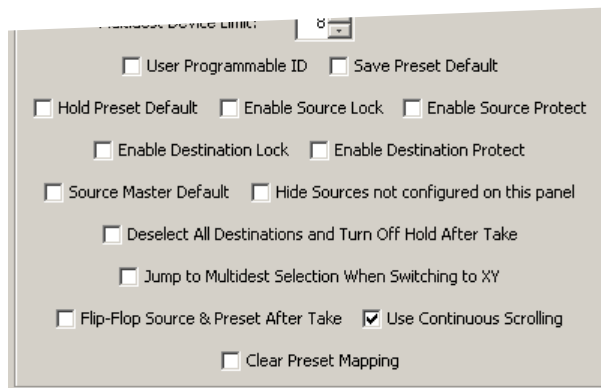 Multidest Device Limit: 8
User Programmable ID Save Preset Default
Hold Preset Default Enable Source Lock Enable Source Protect
Enable Destination Lock Enable Destination Protect
Source Master Default Hide Sources not configured on this panel
Deselect All Destinations and Turn Off Hold After Take
Jump to Multidest Selection When Switching to XY
Flip-Flop Source & Preset After Take Use Continuous Scrolling
Clear Preset Mapping